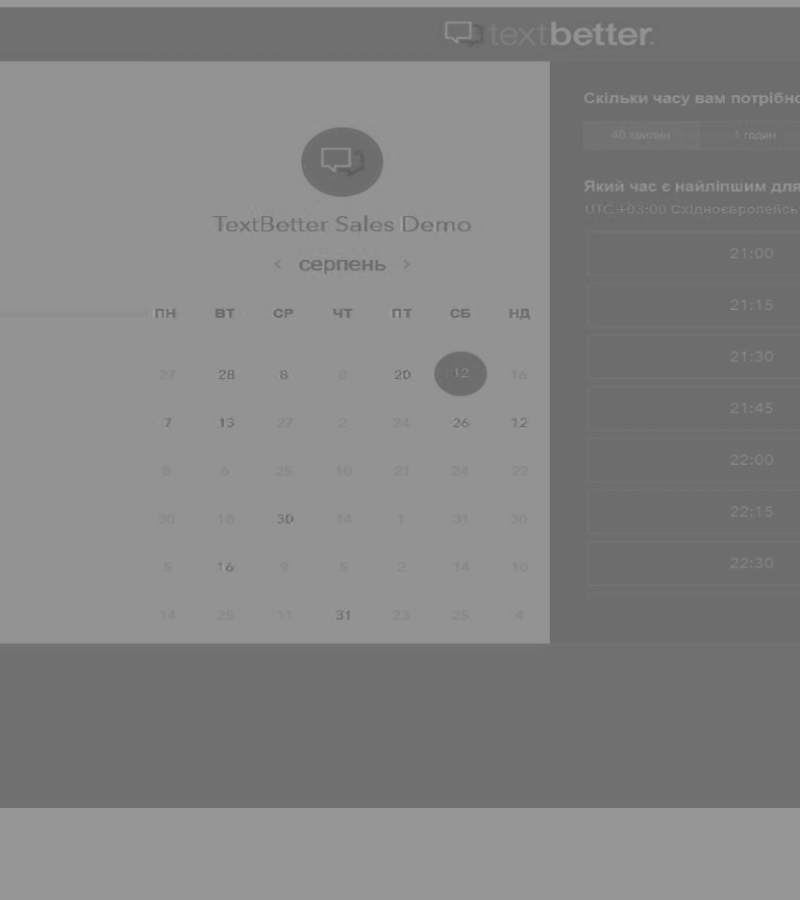 textbetter.
TextBetter Sales Demo
‹ серпень ›
ПН ВТ СР ЧТ ПТ СБ НД
27 28 8 8 20 12 16
7 13 27 2 24 26 12
8 6 25 10 21 24 22
30 18 30 14 1 31 30
5 16 9 5 2 14 10
14 25 11 31 23 25 4
Скільки часу вам потрібно
40 хвилин 1 годин
Який час є найліпшим для
UTC +03:00 Східноєвропейсь
21:00
21:15
21:30
21:45
22:00
22:15
22:30